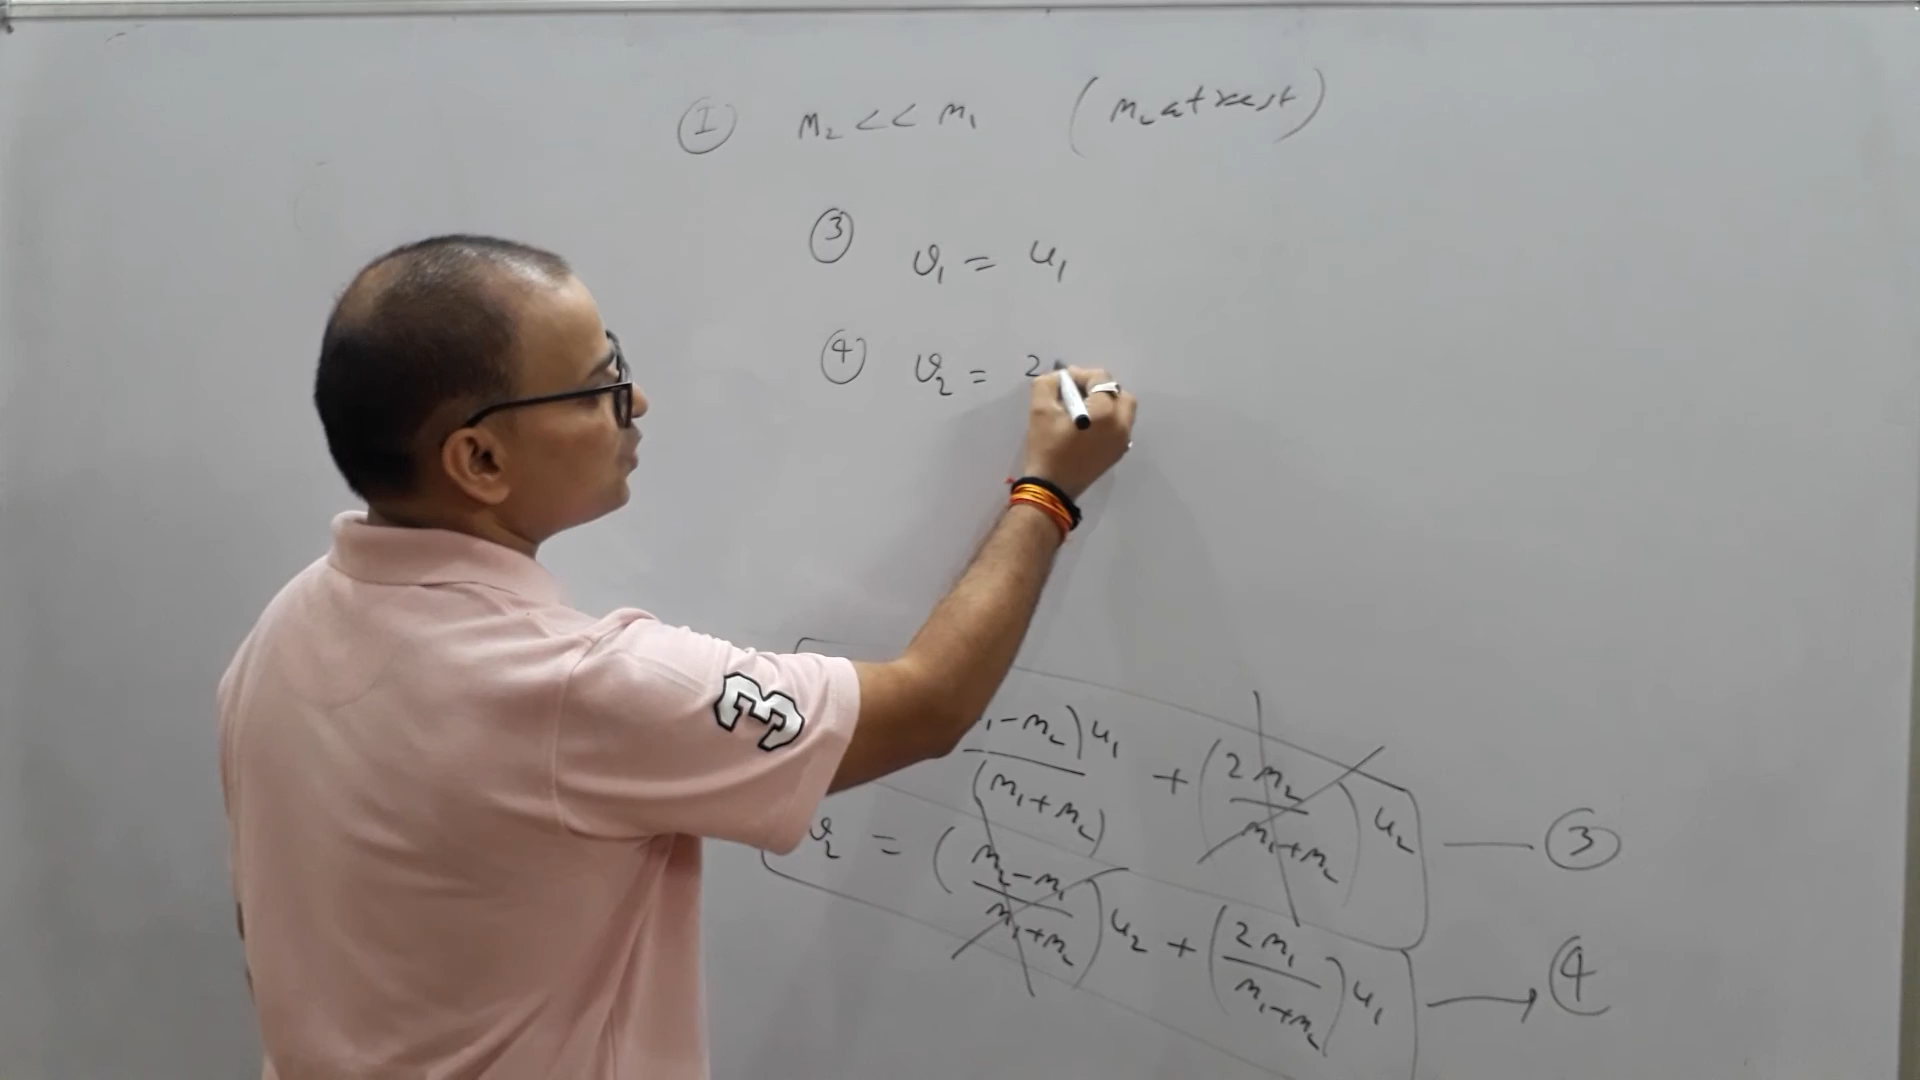 Ⓘ m₂ << m₁ (m₂ at rest)
③ v₁ = u₁
④ v₂ = 2
₁-m₂)u₁/(m₁+m₂) + (2m₂/m₁+m₂)u₂ — ③
v₂ = (m₂-m₁/m₁+m₂)u₂ + (2m₁/m₁+m₂)u₁ → ④
3